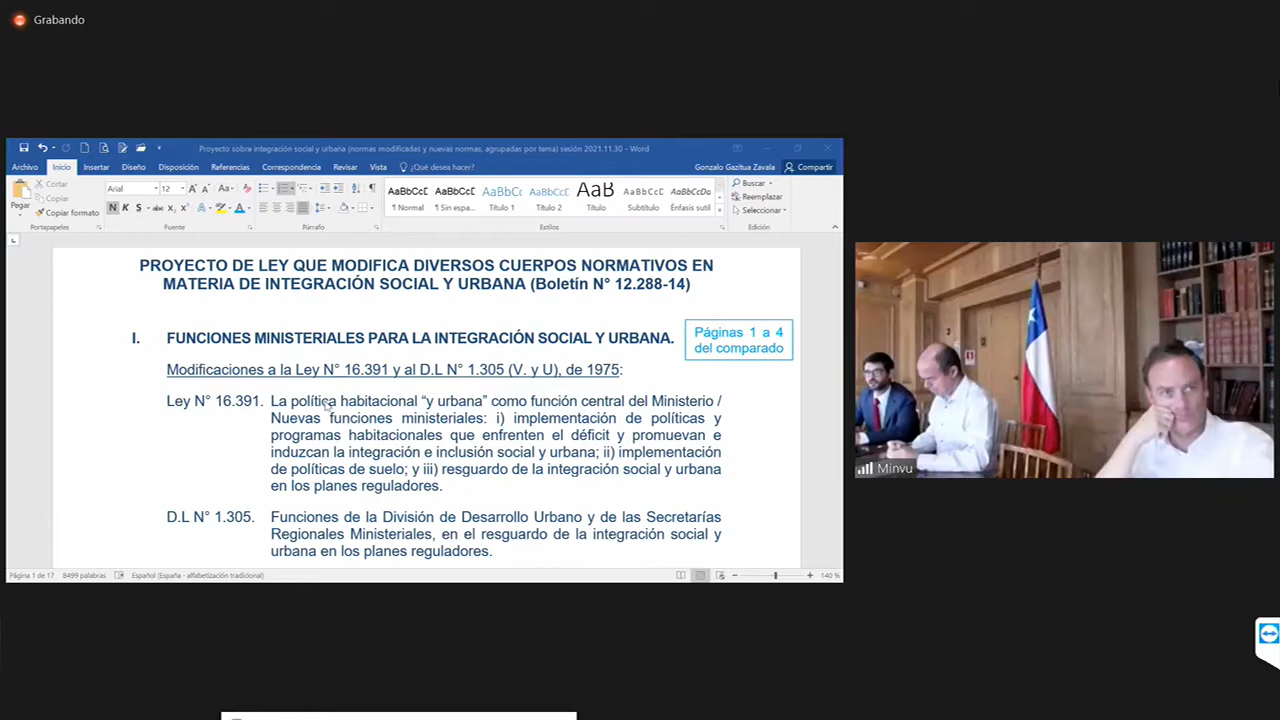 Grabando
Proyecto sobre integración social y urbana (normas modificadas y nuevas normas, agrupadas por tema) sesión 2021.11.30 - Word
Archivo Inicio Insertar Diseño Disposición Referencias Correspondencia Revisar Vista ¿Qué desea hacer? Gonzalo Gazitua Zavala Compartir
Pegar
Cortar
Copiar
Copiar formato
Portapapeles
Arial 12
N K S abc X₂ X²
Fuente
Párrafo
AaBbCcDc AaBbCcDc AaBbCc AaBbCcC AaB AaBbCcD AaBbCcDa
¶ Normal ¶ Sin espa... Título 1 Título 2 Título Subtítulo Énfasis sutil
Estilos
Buscar
Reemplazar
Seleccionar
Edición
PROYECTO DE LEY QUE MODIFICA DIVERSOS CUERPOS NORMATIVOS EN
MATERIA DE INTEGRACIÓN SOCIAL Y URBANA (Boletín N° 12.288-14)
I. FUNCIONES MINISTERIALES PARA LA INTEGRACIÓN SOCIAL Y URBANA.
Páginas 1 a 4
del comparado
Modificaciones a la Ley N° 16.391 y al D.L N° 1.305 (V. y U), de 1975:
Ley N° 16.391. La política habitacional “y urbana” como función central del Ministerio /
Nuevas funciones ministeriales: i) implementación de políticas y
programas habitacionales que enfrenten el déficit y promuevan e
induzcan la integración e inclusión social y urbana; ii) implementación
de políticas de suelo; y iii) resguardo de la integración social y urbana
en los planes reguladores.
D.L N° 1.305. Funciones de la División de Desarrollo Urbano y de las Secretarías
Regionales Ministeriales, en el resguardo de la integración social y
urbana en los planes reguladores.
Página 1 de 17 8499 palabras Español (España - alfabetización tradicional) 140 %
Minvu